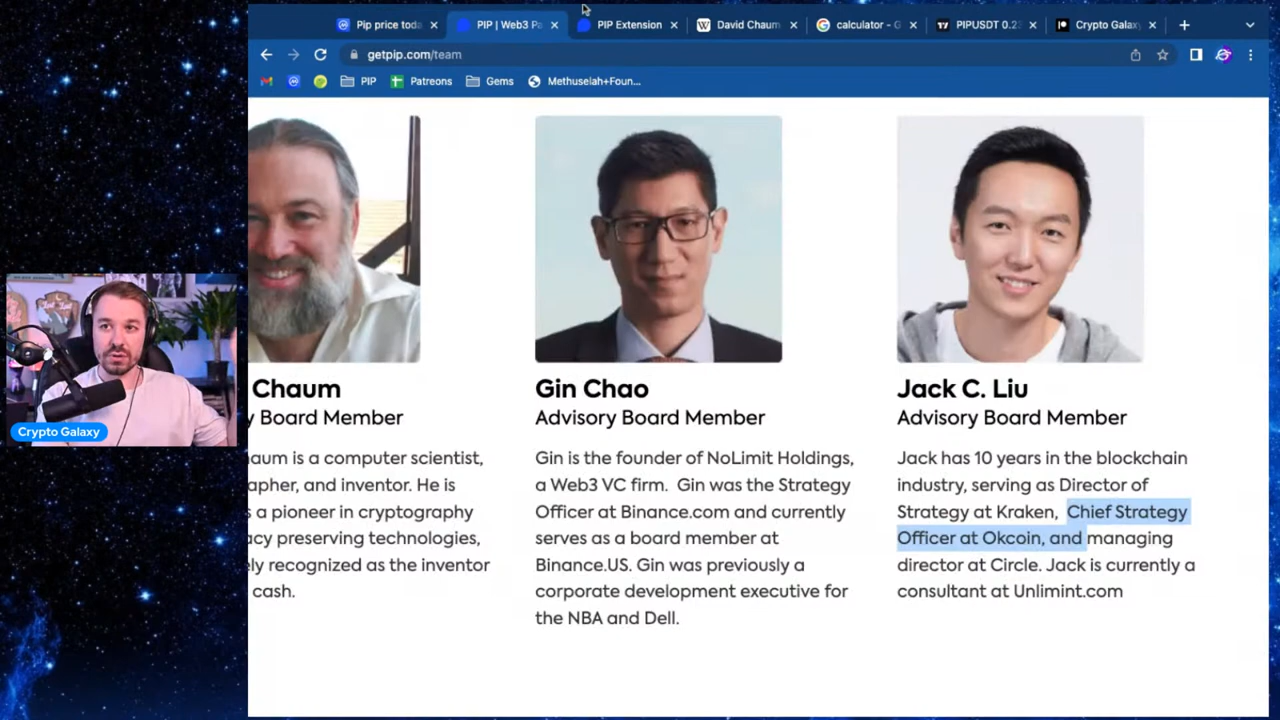 Pip price toda
PIP | Web3 Pa
PIP Extension
David Chaum
calculator - G
PIPUSDT 0.2
Crypto Galax
getpip.com/team
PIP
Patreons
Gems
Methuselah+Foun...
Chaum
y Board Member
aum is a computer scientist,
apher, and inventor. He is
s a pioneer in cryptography
acy preserving technologies,
ly recognized as the inventor
cash.
Gin Chao
Advisory Board Member
Gin is the founder of NoLimit Holdings,
a Web3 VC firm. Gin was the Strategy
Officer at Binance.com and currently
serves as a board member at
Binance.US. Gin was previously a
corporate development executive for
the NBA and Dell.
Jack C. Liu
Advisory Board Member
Jack has 10 years in the blockchain
industry, serving as Director of
Strategy at Kraken, Chief Strategy
Officer at Okcoin, and managing
director at Circle. Jack is currently a
consultant at Unlimint.com
Crypto Galaxy